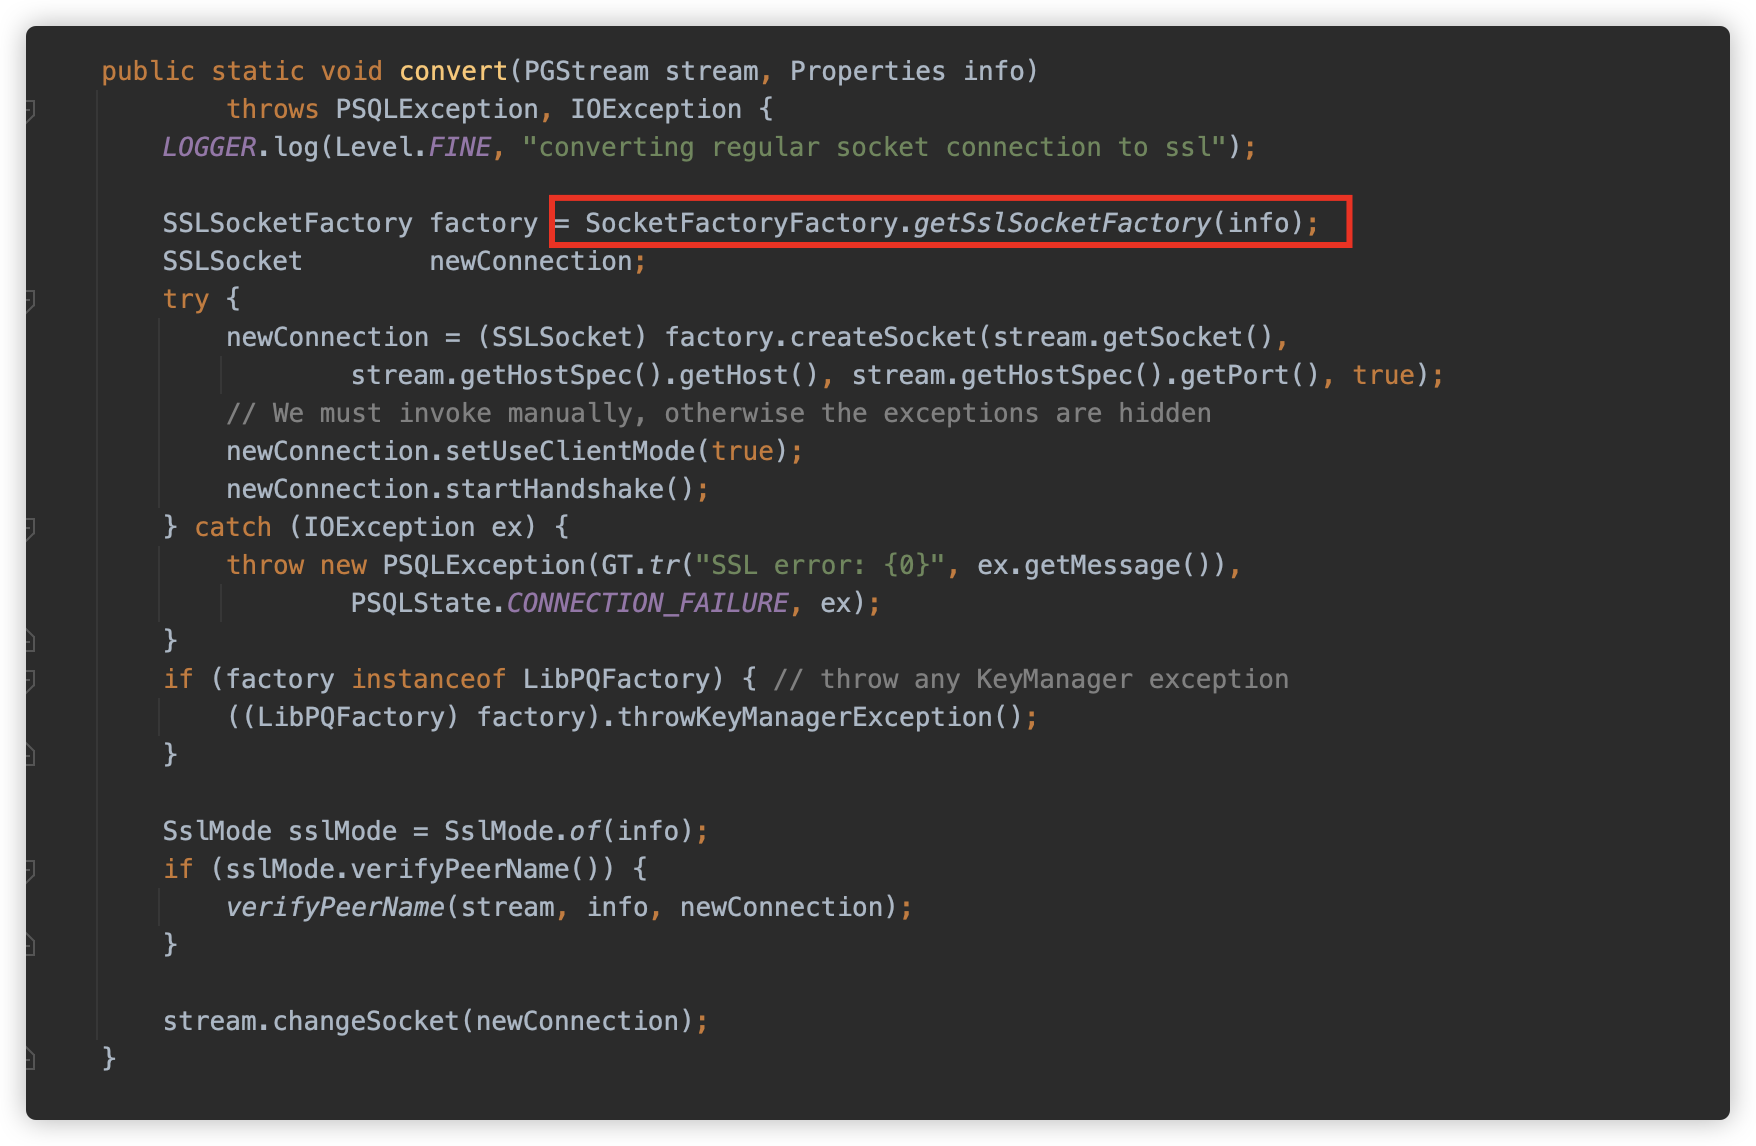 public static void convert(PGStream stream, Properties info)
throws PSQLException, IOException {
LOGGER.log(Level.FINE, "converting regular socket connection to ssl");
SSLSocketFactory factory = SocketFactoryFactory.getSslSocketFactory(info);
SSLSocket        newConnection;
try {
newConnection = (SSLSocket) factory.createSocket(stream.getSocket(),
stream.getHostSpec().getHost(), stream.getHostSpec().getPort(), true);
// We must invoke manually, otherwise the exceptions are hidden
newConnection.setUseClientMode(true);
newConnection.startHandshake();
} catch (IOException ex) {
throw new PSQLException(GT.tr("SSL error: {0}", ex.getMessage()),
PSQLState.CONNECTION_FAILURE, ex);
}
if (factory instanceof LibPQFactory) { // throw any KeyManager exception
((LibPQFactory) factory).throwKeyManagerException();
}
SslMode sslMode = SslMode.of(info);
if (sslMode.verifyPeerName()) {
verifyPeerName(stream, info, newConnection);
}
stream.changeSocket(newConnection);
}